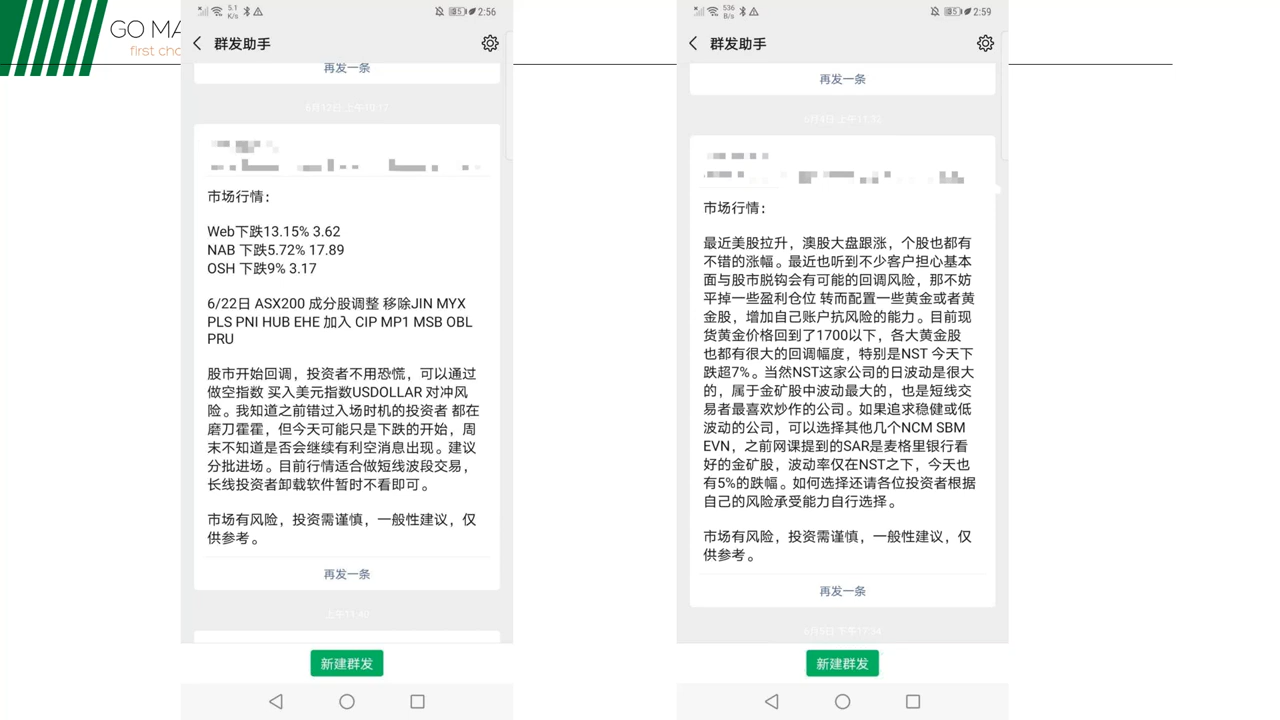 GO MA
first cho
5.1
K/s
2:56
群发助手
再发一条
市场行情：
Web下跌13.15% 3.62
NAB 下跌5.72% 17.89
OSH 下跌9% 3.17
6/22日 ASX200 成分股调整 移除JIN MYX
PLS PNI HUB EHE 加入 CIP MP1 MSB OBL
PRU
股市开始回调，投资者不用恐慌，可以通过
做空指数 买入美元指数USDOLLAR 对冲风
险。我知道之前错过入场时机的投资者 都在
磨刀霍霍，但今天可能只是下跌的开始，周
末不知道是否会继续有利空消息出现。建议
分批进场。目前行情适合做短线波段交易，
长线投资者卸载软件暂时不看即可。
市场有风险，投资需谨慎，一般性建议，仅
供参考。
再发一条
上午11:40
新建群发
536
B/s
2:59
群发助手
再发一条
市场行情：
最近美股拉升，澳股大盘跟涨，个股也都有
不错的涨幅。最近也听到不少客户担心基本
面与股市脱钩会有可能的回调风险，那不妨
平掉一些盈利仓位 转而配置一些黄金或者黄
金股，增加自己账户抗风险的能力。目前现
货黄金价格回到了1700以下，各大黄金股
也都有很大的回调幅度，特别是NST 今天下
跌超7%。当然NST这家公司的日波动是很大
的，属于金矿股中波动最大的，也是短线交
易者最喜欢炒作的公司。如果追求稳健或低
波动的公司，可以选择其他几个NCM SBM
EVN，之前网课提到的SAR是麦格里银行看
好的金矿股，波动率仅在NST之下，今天也
有5%的跌幅。如何选择还请各位投资者根据
自己的风险承受能力自行选择。
市场有风险，投资需谨慎，一般性建议，仅
供参考。
再发一条
新建群发